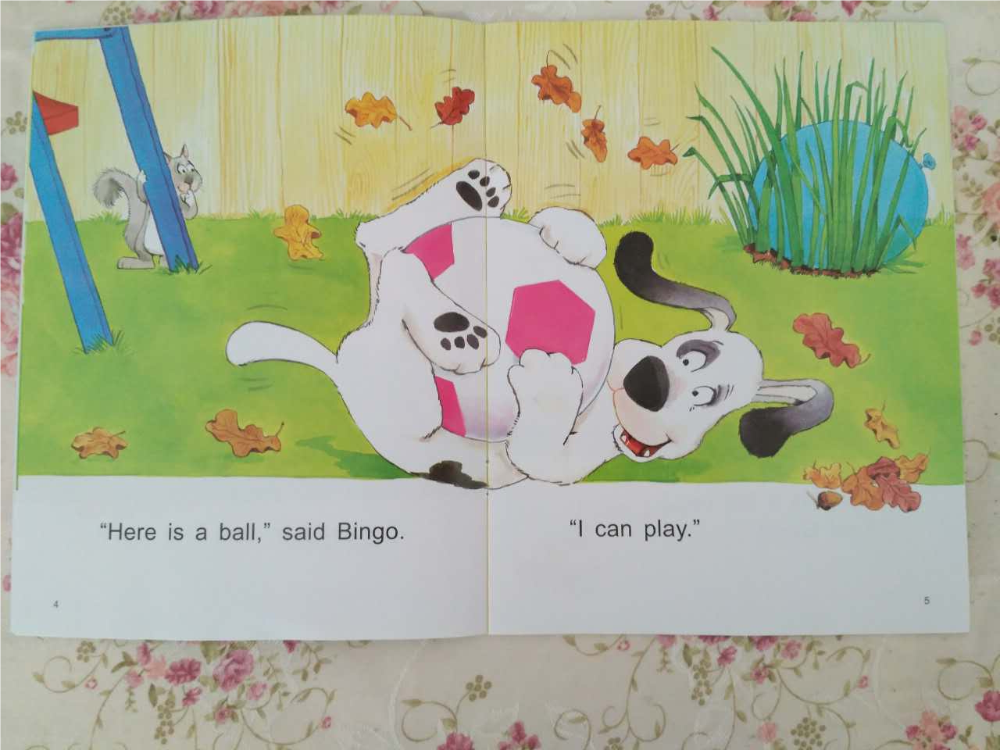 “Here is a ball,” said Bingo.
4
“I can play.”
5